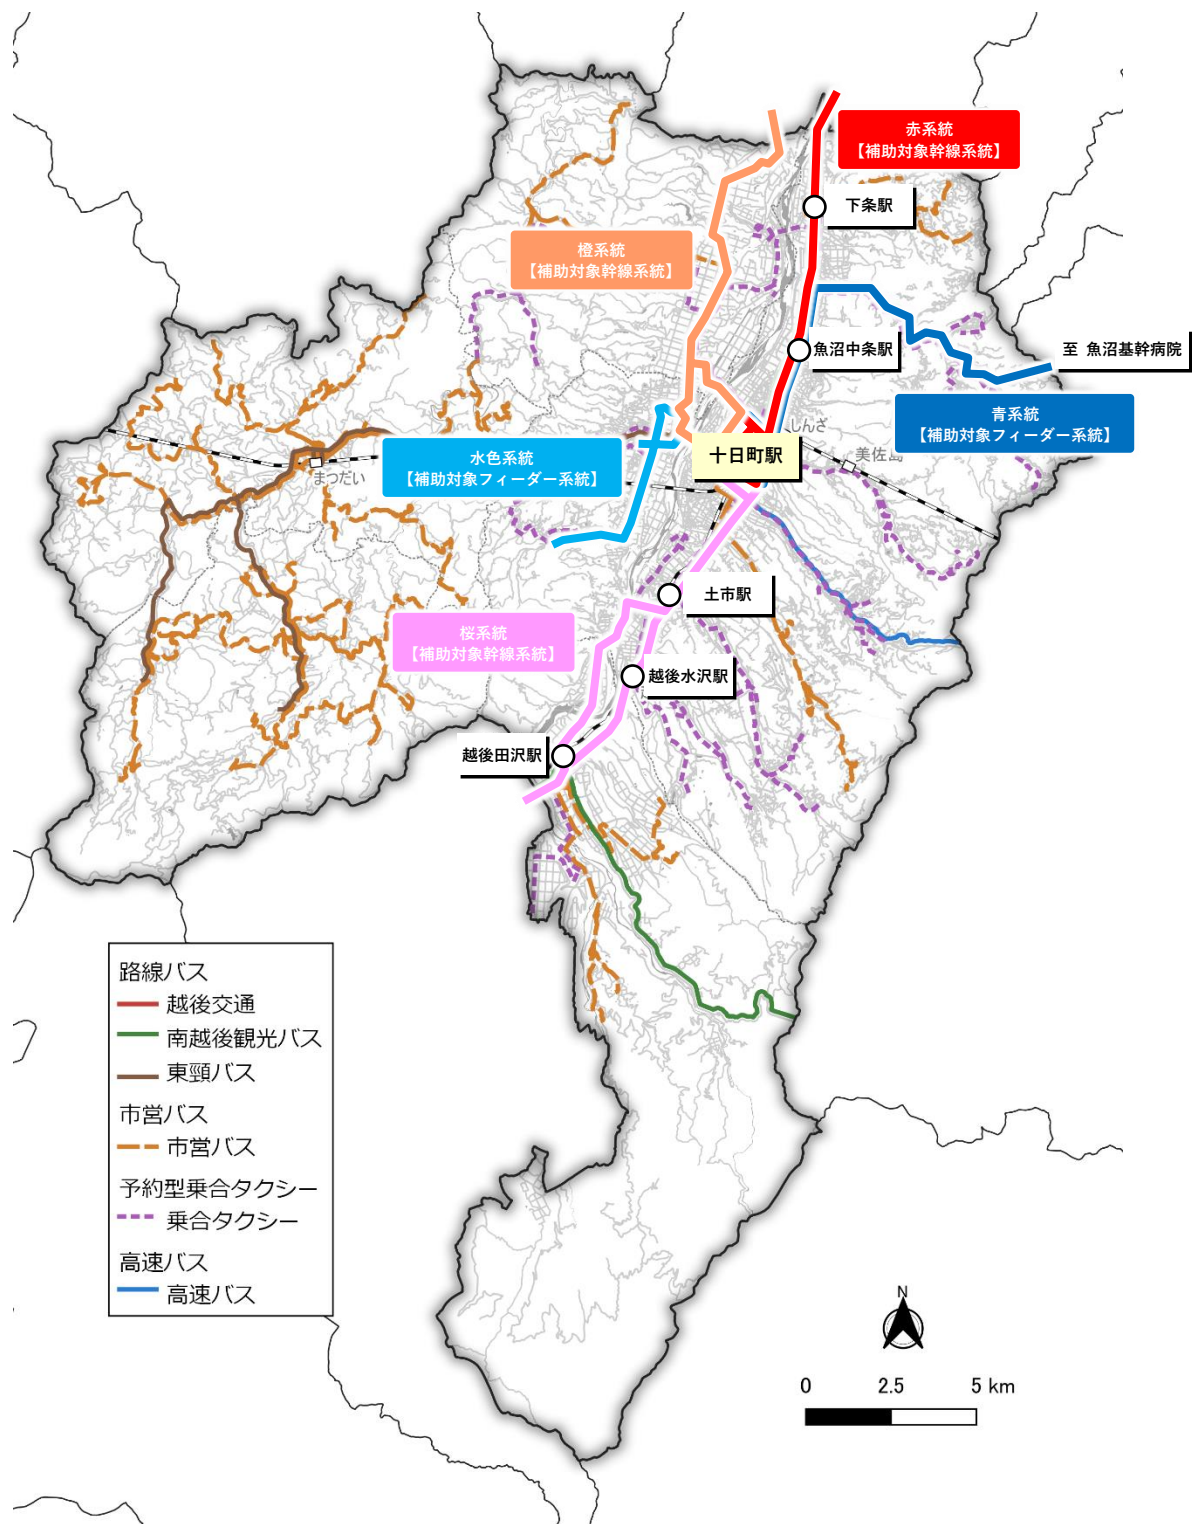 赤系統
【補助対象幹線系統】
下条駅
橙系統
【補助対象幹線系統】
魚沼中条駅
至 魚沼基幹病院
青系統
【補助対象フィーダー系統】
しんざ
十日町駅
美佐島
水色系統
【補助対象フィーダー系統】
まつだい
土市駅
桜系統
【補助対象幹線系統】
越後水沢駅
越後田沢駅
路線バス
越後交通
南越後観光バス
東頸バス
市営バス
市営バス
予約型乗合タクシー
乗合タクシー
高速バス
高速バス
N
0 2.5 5 km